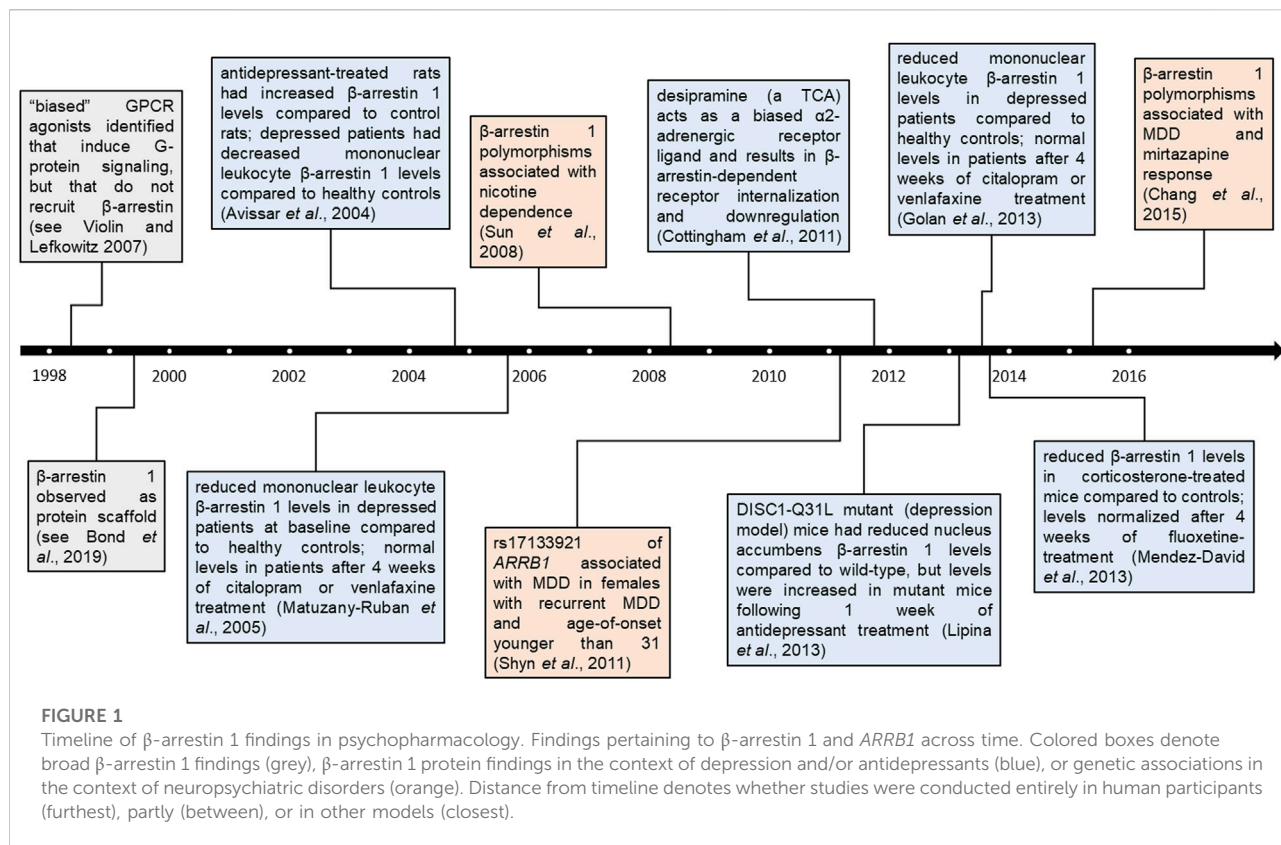 "biased" GPCR
agonists identified
that induce G-
protein signaling,
but that do not
recruit β-arrestin
(see Violin and
Lefkowitz 2007)
antidepressant-treated rats
had increased β-arrestin 1
levels compared to control
rats; depressed patients had
decreased mononuclear
leukocyte β-arrestin 1 levels
compared to healthy controls
(Avissar et al., 2004)
β-arrestin 1
polymorphisms
associated with
nicotine
dependence
(Sun et al.,
2008)
desipramine (a TCA)
acts as a biased α2-
adrenergic receptor
ligand and results in β-
arrestin-dependent
receptor internalization
and downregulation
(Cottingham et al., 2011)
reduced mononuclear
leukocyte β-arrestin 1
levels in depressed
patients compared to
healthy controls; normal
levels in patients after 4
weeks of citalopram or
venlafaxine treatment
(Golan et al., 2013)
β-arrestin 1
polymorphisms
associated with
MDD and
mirtazapine
response
(Chang et al.,
2015)
1998 2000 2002 2004 2006 2008 2010 2012 2014 2016
β-arrestin 1
observed as
protein scaffold
(see Bond et
al., 2019)
reduced mononuclear leukocyte
β-arrestin 1 levels in depressed
patients at baseline compared
to healthy controls; normal
levels in patients after 4 weeks
of citalopram or venlafaxine
treatment (Matuzany-Ruban et
al., 2005)
rs17133921 of
ARRB1 associated
with MDD in females
with recurrent MDD
and age-of-onset
younger than 31
(Shyn et al., 2011)
DISC1-Q31L mutant (depression
model) mice had reduced nucleus
accumbens β-arrestin 1 levels
compared to wild-type, but levels
were increased in mutant mice
following 1 week of
antidepressant treatment (Lipina
et al., 2013)
reduced β-arrestin 1 levels
in corticosterone-treated
mice compared to controls;
levels normalized after 4
weeks of fluoxetine-
treatment (Mendez-David
et al., 2013)
FIGURE 1
Timeline of β-arrestin 1 findings in psychopharmacology. Findings pertaining to β-arrestin 1 and ARRB1 across time. Colored boxes denote
broad β-arrestin 1 findings (grey), β-arrestin 1 protein findings in the context of depression and/or antidepressants (blue), or genetic associations in
the context of neuropsychiatric disorders (orange). Distance from timeline denotes whether studies were conducted entirely in human participants
(furthest), partly (between), or in other models (closest).